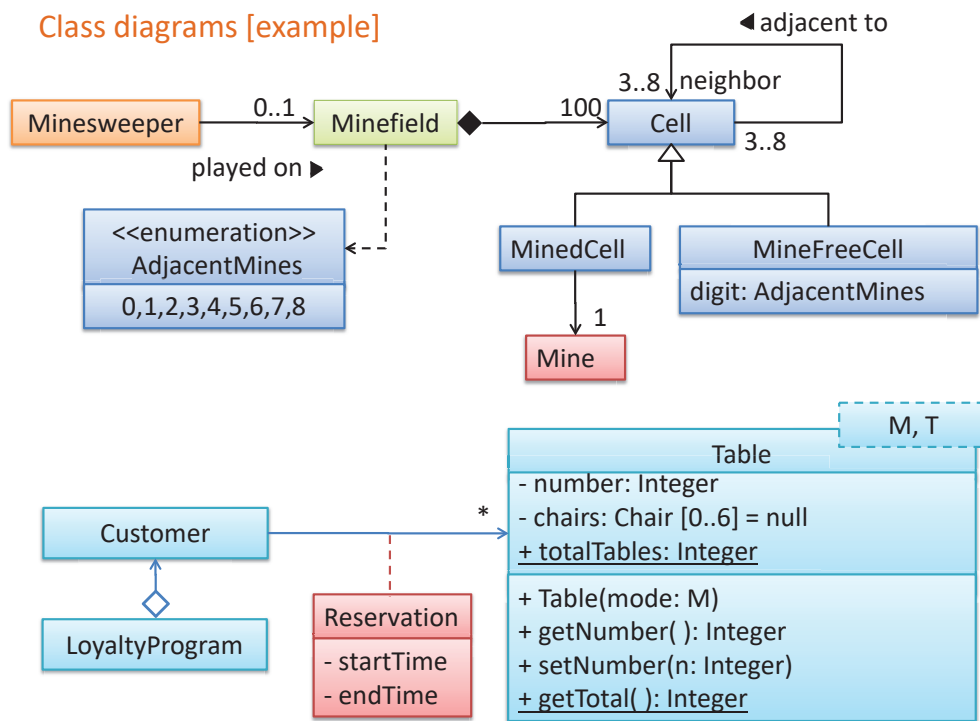 Class diagrams [example]
◀ adjacent to
3..8 neighbor
Minesweeper
0..1
Minefield
100
Cell
3..8
played on ▶
<<enumeration>>
AdjacentMines
0,1,2,3,4,5,6,7,8
MinedCell
MineFreeCell
digit: AdjacentMines
1
Mine
M, T
Table
- number: Integer
- chairs: Chair [0..6] = null
+ totalTables: Integer
+ Table(mode: M)
+ getNumber( ): Integer
+ setNumber(n: Integer)
+ getTotal( ): Integer
Customer
*
LoyaltyProgram
Reservation
- startTime
- endTime